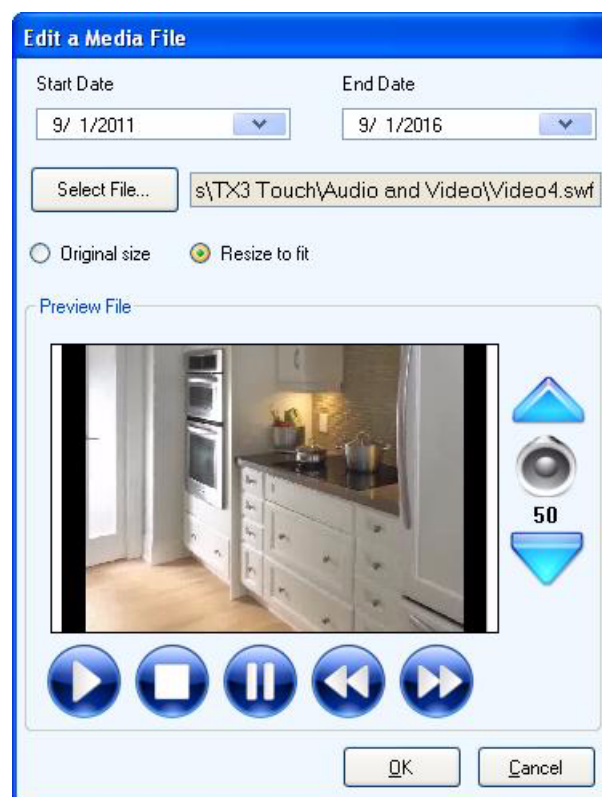 Edit a Media File
Start Date End Date
9/ 1/2011 9/ 1/2016
Select File... s\TX3 Touch\Audio and Video\Video4.swf
Original size Resize to fit
Preview File
50
OK Cancel